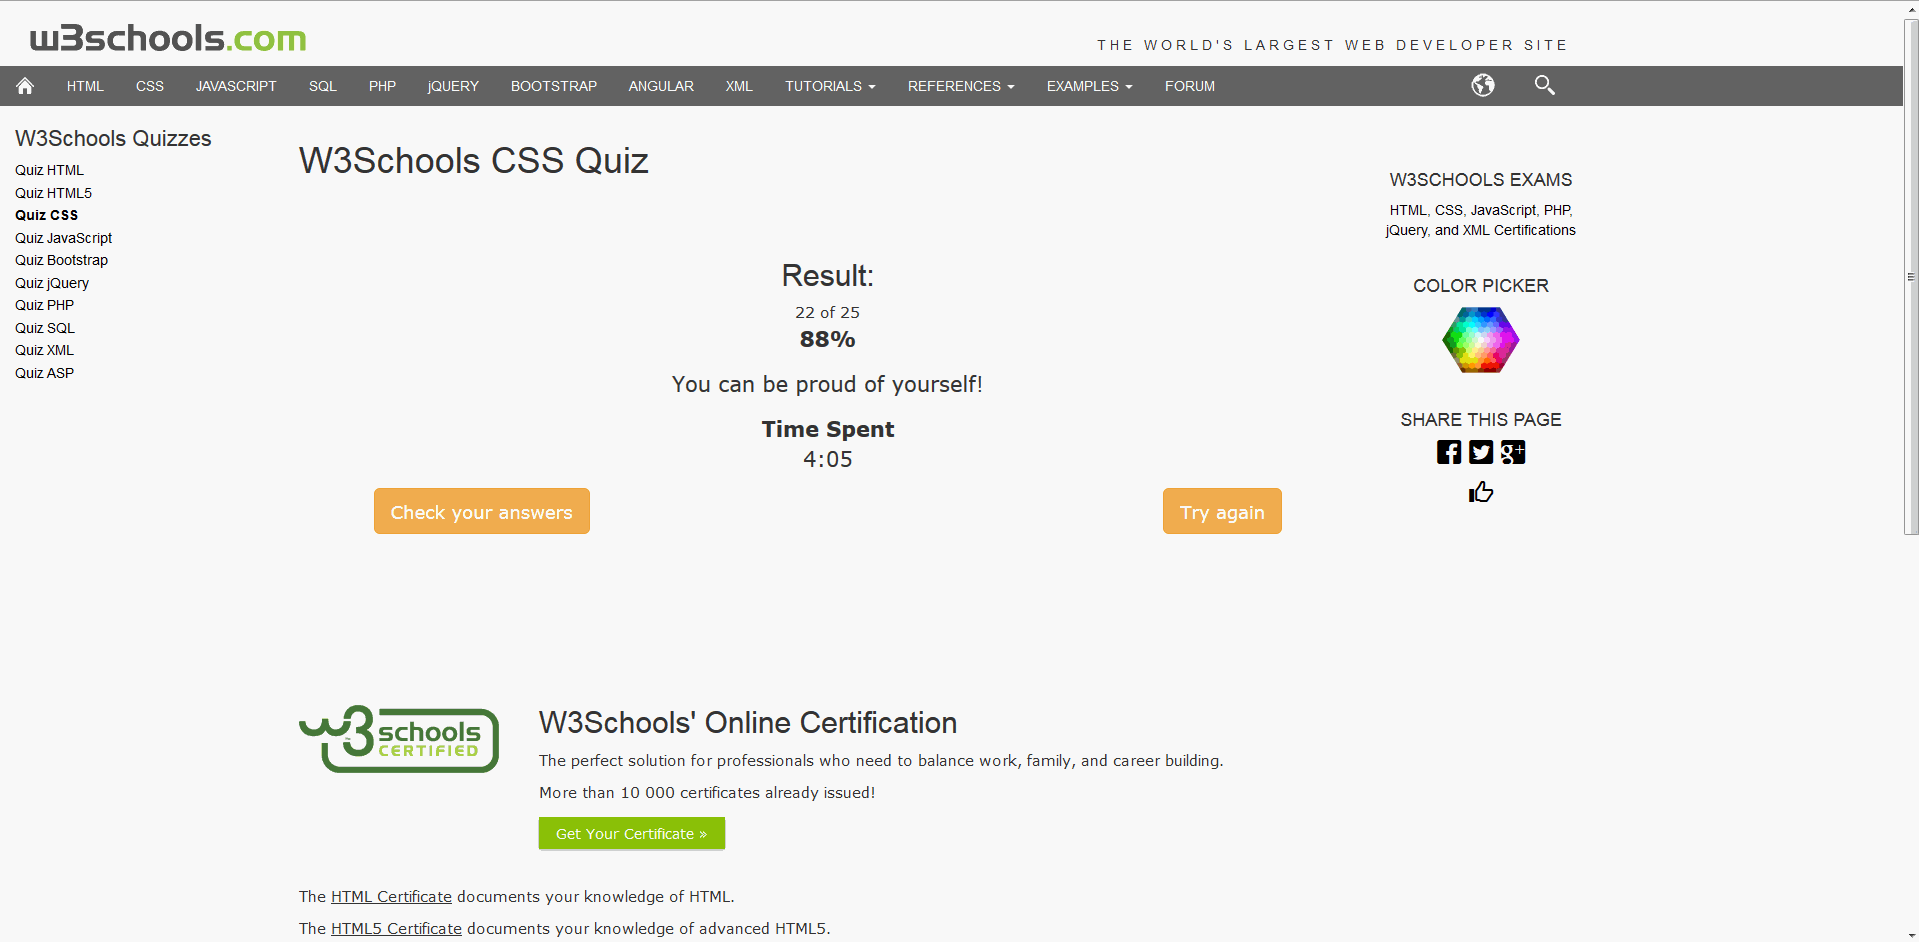 w3schools.com
THE WORLD'S LARGEST WEB DEVELOPER SITE
HTML CSS JAVASCRIPT SQL PHP jQUERY BOOTSTRAP ANGULAR XML TUTORIALS REFERENCES EXAMPLES FORUM
W3Schools Quizzes
Quiz HTML
Quiz HTML5
Quiz CSS
Quiz JavaScript
Quiz Bootstrap
Quiz jQuery
Quiz PHP
Quiz SQL
Quiz XML
Quiz ASP
W3Schools CSS Quiz
Result:
22 of 25
88%
You can be proud of yourself!
Time Spent
4:05
Check your answers
Try again
W3SCHOOLS EXAMS
HTML, CSS, JavaScript, PHP,
jQuery, and XML Certifications
COLOR PICKER
SHARE THIS PAGE
g+
w3schools
CERTIFIED
W3Schools' Online Certification
The perfect solution for professionals who need to balance work, family, and career building.
More than 10 000 certificates already issued!
Get Your Certificate »
The HTML Certificate documents your knowledge of HTML.
The HTML5 Certificate documents your knowledge of advanced HTML5.